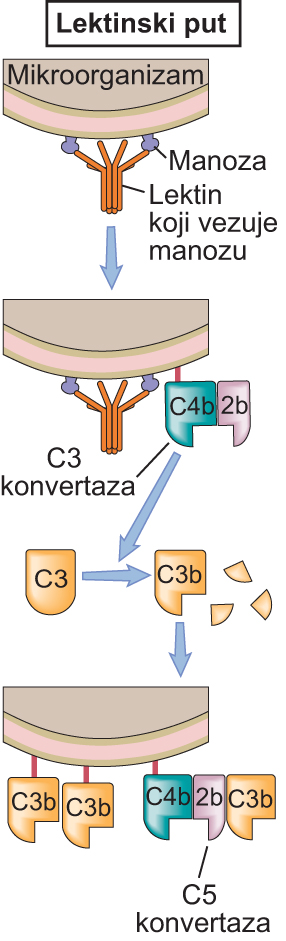 Lektinski put
Mikroorganizam
Manoza
Lektin
koji vezuje
manozu
C4b
2b
C3
konvertaza
C3
C3b
C3b
C3b
C4b
2b
C3b
C5
konvertaza